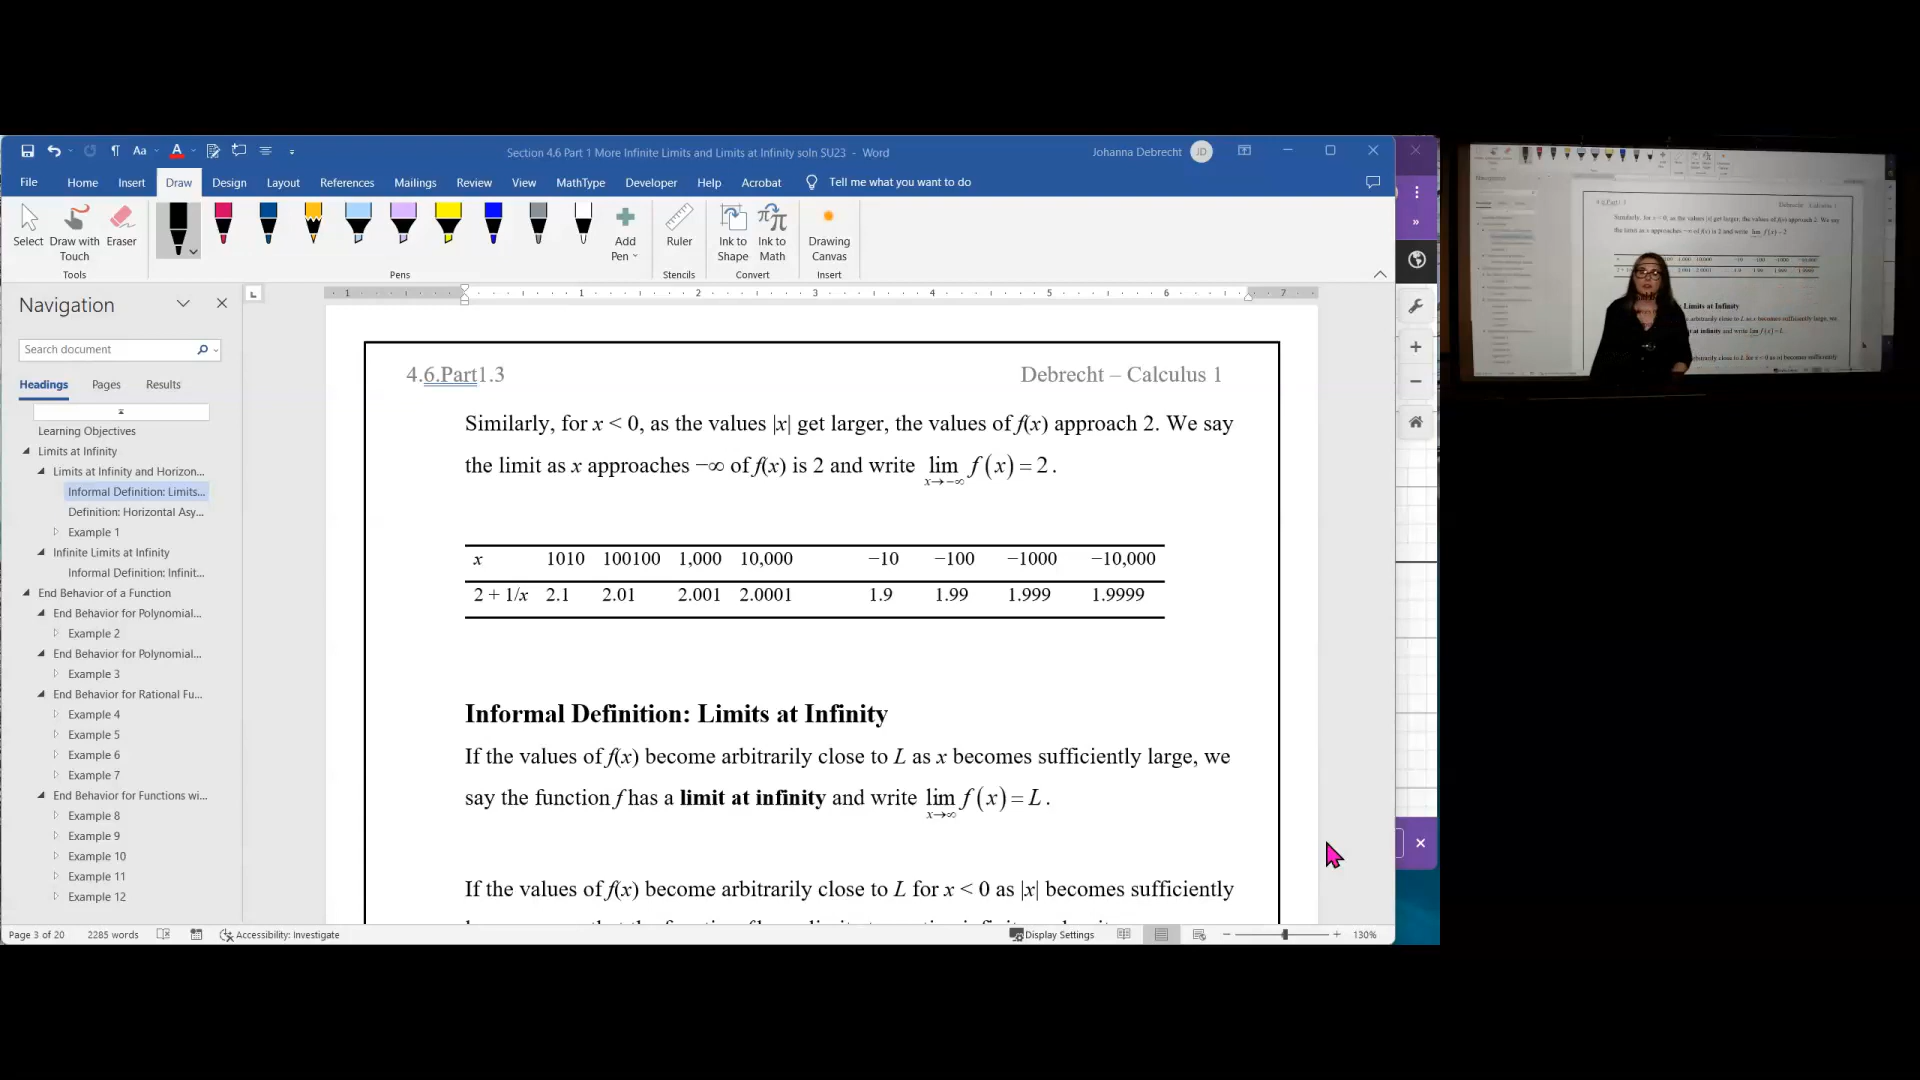 Section 4.6 Part 1 More Infinite Limits and Limits at Infinity soln SU23 - Word
Johanna Debrecht JD
File Home Insert Draw Design Layout References Mailings Review View MathType Developer Help Acrobat Tell me what you want to do
Select Draw with Touch Eraser Add Pen Ruler Ink to Shape Ink to Math Drawing Canvas
Tools Pens Stencils Convert Insert
Navigation
Search document
Headings Pages Results
Learning Objectives
Limits at Infinity
Limits at Infinity and Horizon...
Informal Definition: Limits...
Definition: Horizontal Asy...
Example 1
Infinite Limits at Infinity
Informal Definition: Infinit...
End Behavior of a Function
End Behavior for Polynomial...
Example 2
End Behavior for Polynomial...
Example 3
End Behavior for Rational Fu...
Example 4
Example 5
Example 6
Example 7
End Behavior for Functions wi...
Example 8
Example 9
Example 10
Example 11
Example 12
4.6.Part1.3 Debrecht – Calculus 1
Similarly, for x < 0, as the values |x| get larger, the values of f(x) approach 2. We say
the limit as x approaches −∞ of f(x) is 2 and write lim x→−∞ f(x) = 2.
x 1010 100100 1,000 10,000 −10 −100 −1000 −10,000
2 + 1/x 2.1 2.01 2.001 2.0001 1.9 1.99 1.999 1.9999
Informal Definition: Limits at Infinity
If the values of f(x) become arbitrarily close to L as x becomes sufficiently large, we
say the function f has a limit at infinity and write lim x→∞ f(x) = L.
If the values of f(x) become arbitrarily close to L for x < 0 as |x| becomes sufficiently
Page 3 of 20 2285 words Accessibility: Investigate Display Settings 130%